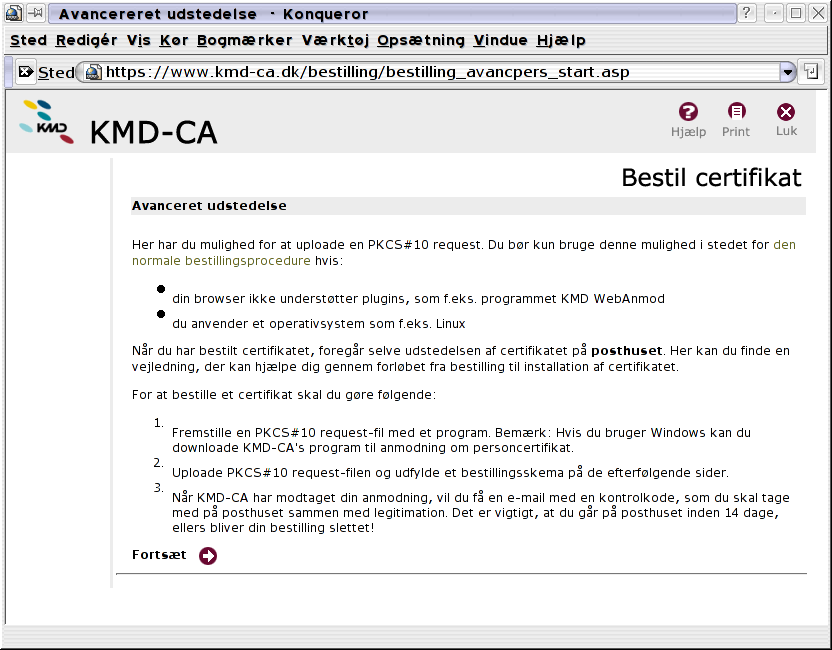 Avancereret udstedelse - Konqueror
Sted Redigér Vis Kør Bogmærker Værktøj Opsætning Vindue Hjælp
Sted https://www.kmd-ca.dk/bestilling/bestilling_avancpers_start.asp
KMD KMD-CA
Hjælp Print Luk
Bestil certifikat
Avanceret udstedelse
Her har du mulighed for at uploade en PKCS#10 request. Du bør kun bruge denne mulighed i stedet for den
normale bestillingsprocedure hvis:
din browser ikke understøtter plugins, som f.eks. programmet KMD WebAnmod
du anvender et operativsystem som f.eks. Linux
Når du har bestilt certifikatet, foregår selve udstedelsen af certifikatet på posthuset. Her kan du finde en
vejledning, der kan hjælpe dig gennem forløbet fra bestilling til installation af certifikatet.
For at bestille et certifikat skal du gøre følgende:
1. Fremstille en PKCS#10 request-fil med et program. Bemærk: Hvis du bruger Windows kan du
downloade KMD-CA's program til anmodning om personcertifikat.
2. Uploade PKCS#10 request-filen og udfylde et bestillingsskema på de efterfølgende sider.
3. Når KMD-CA har modtaget din anmodning, vil du få en e-mail med en kontrolkode, som du skal tage
med på posthuset sammen med legitimation. Det er vigtigt, at du går på posthuset inden 14 dage,
ellers bliver din bestilling slettet!
Fortsæt